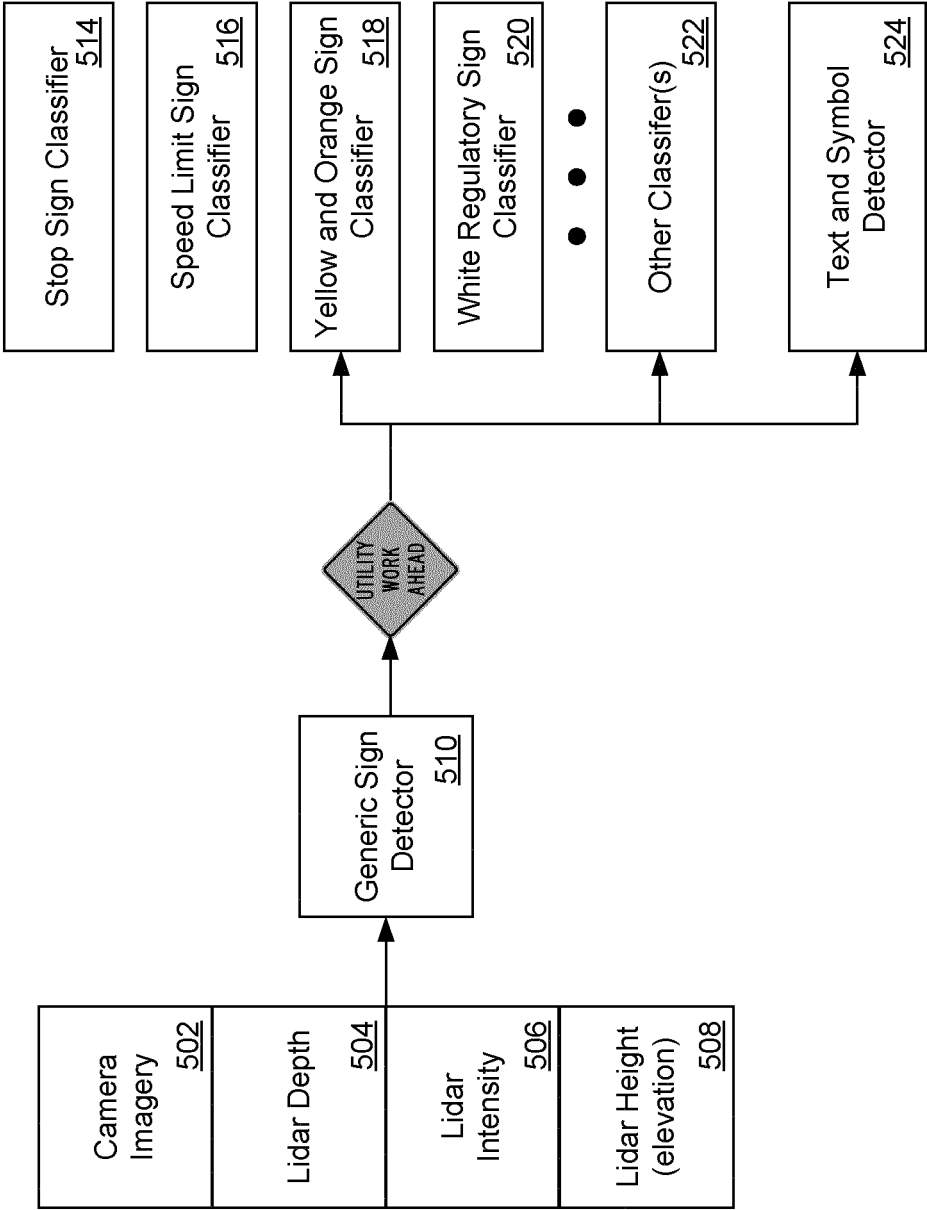 Camera
Imagery
502
Lidar Depth
504
Lidar
Intensity
506
Lidar Height
(elevation)
508
Generic Sign
Detector
510
UTILITY
WORK
AHEAD
Stop Sign Classifier
514
Speed Limit Sign
Classifier
516
Yellow and Orange Sign
Classifier
518
White Regulatory Sign
Classifier
520
Other Classifer(s)
522
Text and Symbol
Detector
524